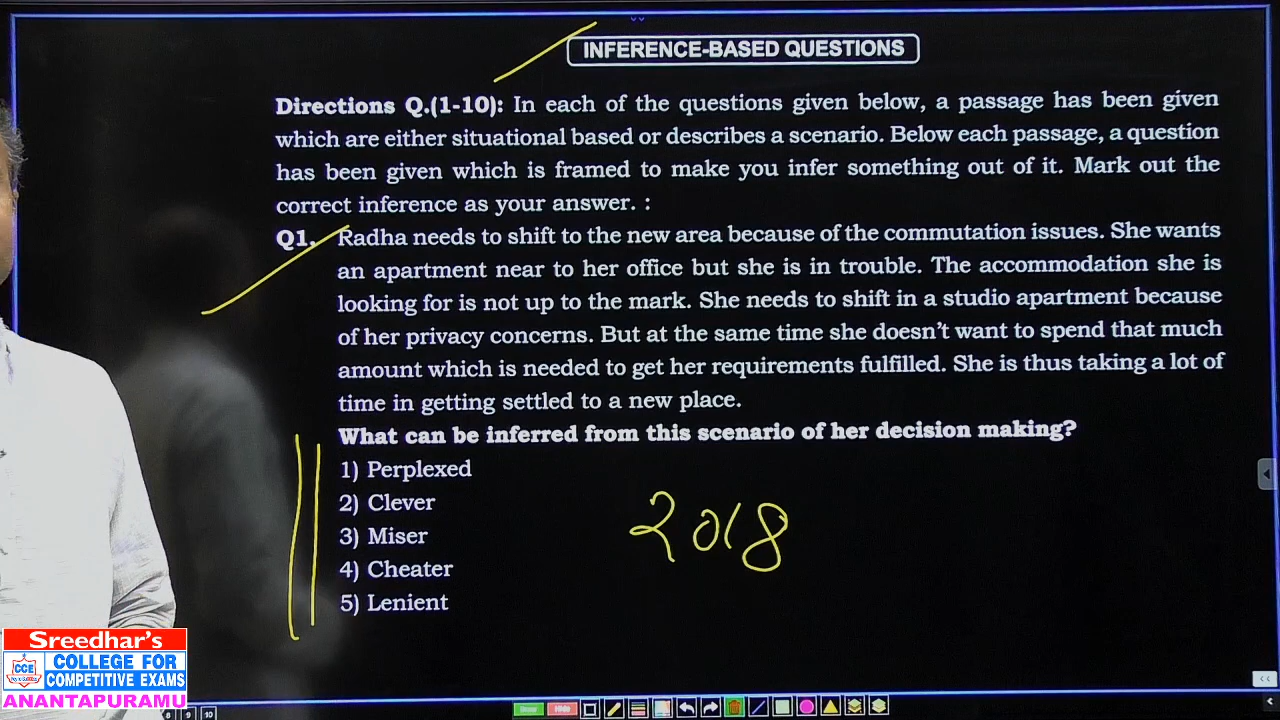 INFERENCE-BASED QUESTIONS
Directions Q.(1-10): In each of the questions given below, a passage has been given
which are either situational based or describes a scenario. Below each passage, a question
has been given which is framed to make you infer something out of it. Mark out the
correct inference as your answer. :
Q1. Radha needs to shift to the new area because of the commutation issues. She wants
an apartment near to her office but she is in trouble. The accommodation she is
looking for is not up to the mark. She needs to shift in a studio apartment because
of her privacy concerns. But at the same time she doesn't want to spend that much
amount which is needed to get her requirements fulfilled. She is thus taking a lot of
time in getting settled to a new place.
What can be inferred from this scenario of her decision making?
1) Perplexed
2) Clever
3) Miser
4) Cheater
5) Lenient
2018
Sreedhar's
CCE
COLLEGE FOR
COMPETITIVE EXAMS
ANANTAPURAMU
8 9 10